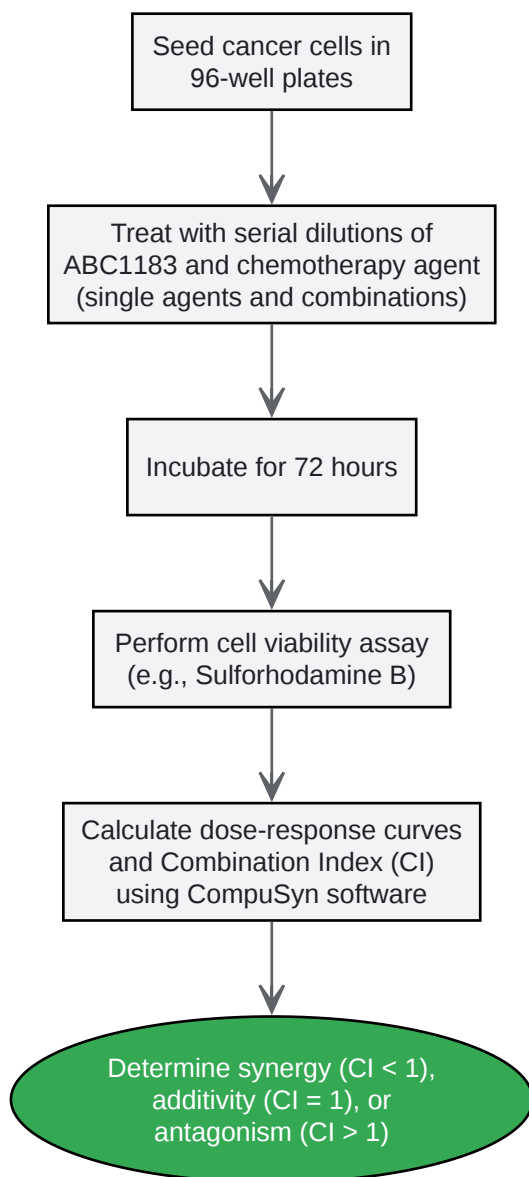 Seed cancer cells in
96-well plates
Treat with serial dilutions of
ABC1183 and chemotherapy agent
(single agents and combinations)
Incubate for 72 hours
Perform cell viability assay
(e.g., Sulforhodamine B)
Calculate dose-response curves
and Combination Index (CI)
using CompuSyn software
Determine synergy (CI < 1),
additivity (CI = 1), or
antagonism (CI > 1)